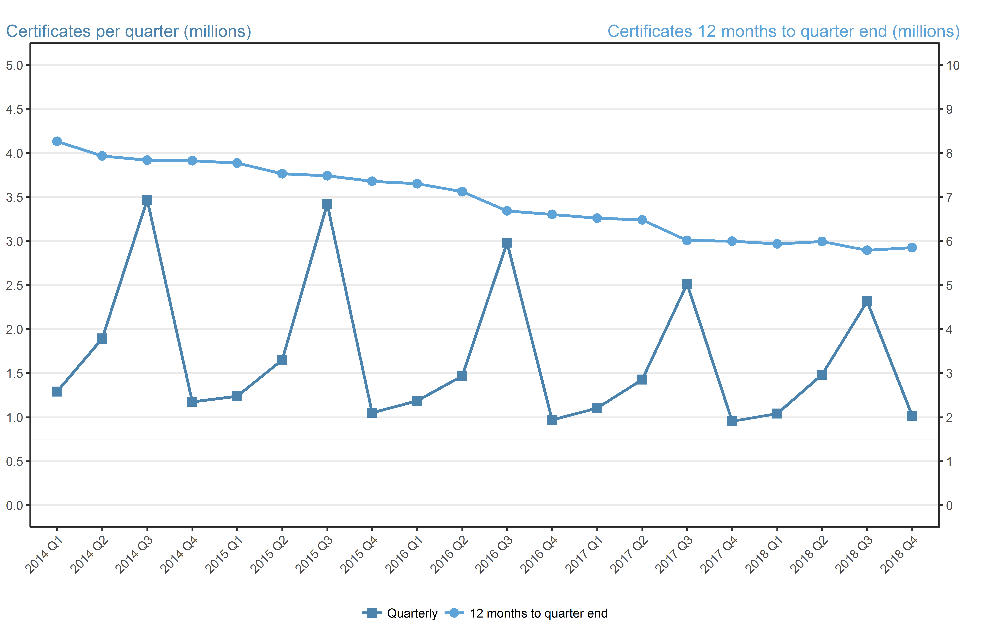 Certificates per quarter (millions)
Certificates 12 months to quarter end (millions)
5.0
4.5
4.0
3.5
3.0
2.5
2.0
1.5
1.0
0.5
0.0
10
9
8
7
6
5
4
3
2
1
0
2014 Q1
2014 Q2
2014 Q3
2014 Q4
2015 Q1
2015 Q2
2015 Q3
2015 Q4
2016 Q1
2016 Q2
2016 Q3
2016 Q4
2017 Q1
2017 Q2
2017 Q3
2017 Q4
2018 Q1
2018 Q2
2018 Q3
2018 Q4
Quarterly
12 months to quarter end